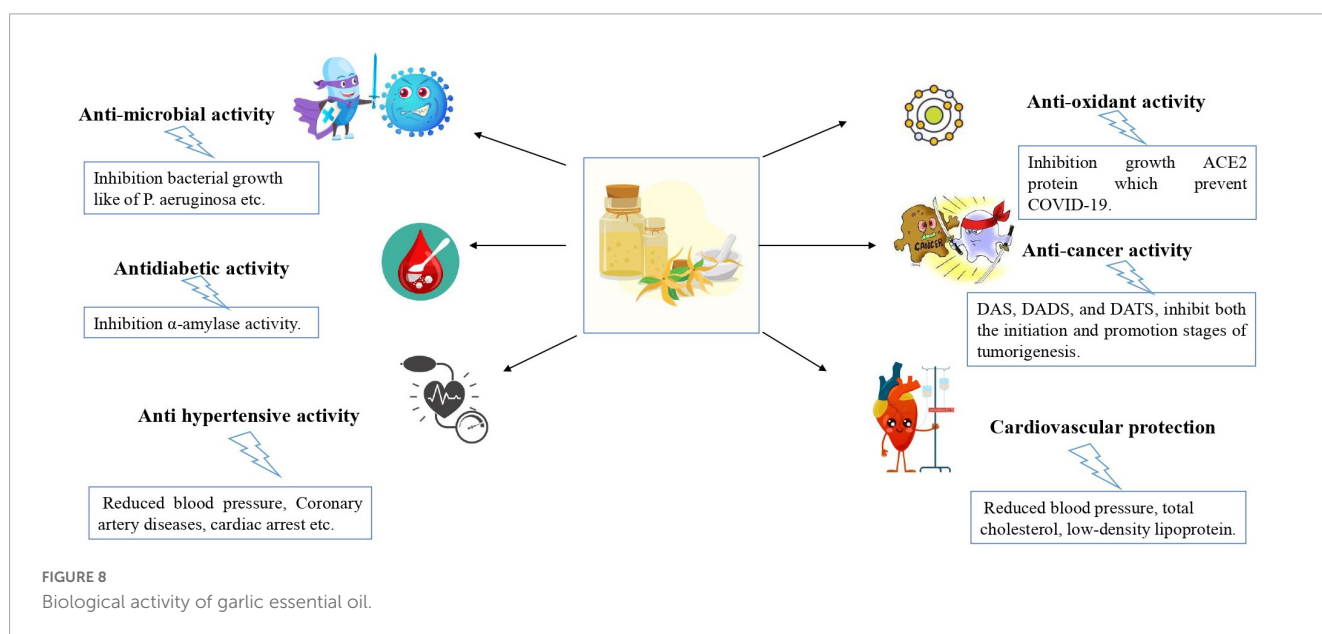 Anti-microbial activity
Inhibition bacterial growth
like of P. aeruginosa etc.
Antidiabetic activity
Inhibition α-amylase activity.
Anti hypertensive activity
Reduced blood pressure, Coronary
artery diseases, cardiac arrest etc.
Anti-oxidant activity
Inhibition growth ACE2
protein which prevent
COVID-19.
CANCER
Anti-cancer activity
DAS, DADS, and DATS, inhibit both
the initiation and promotion stages of
tumorigenesis.
Cardiovascular protection
Reduced blood pressure, total
cholesterol, low-density lipoprotein.
FIGURE 8
Biological activity of garlic essential oil.